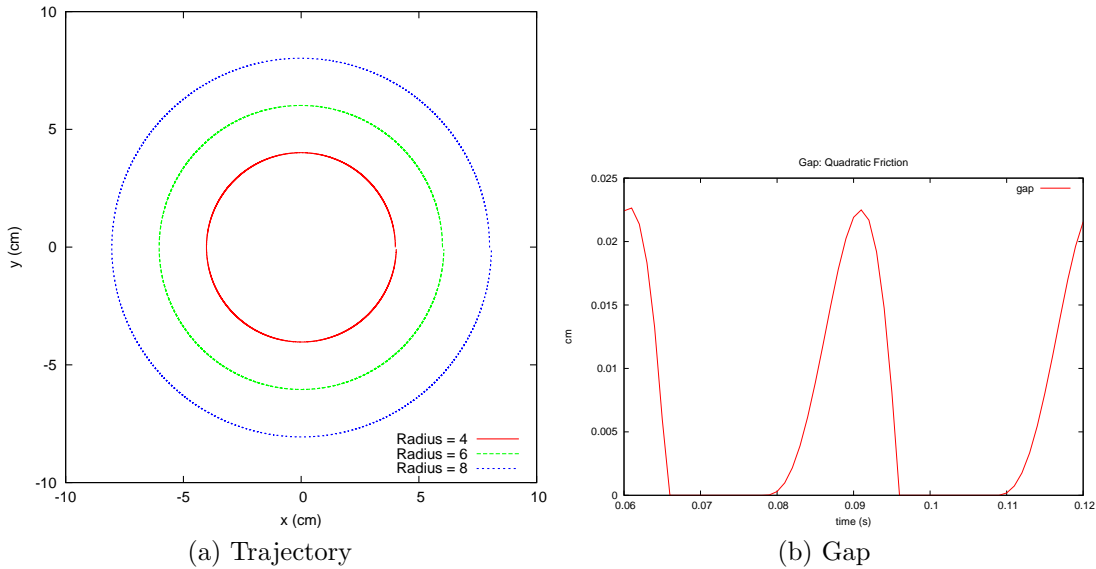 10
5
0
-5
-10
-10
-5
0
5
10
y (cm)
x (cm)
Radius = 4
Radius = 6
Radius = 8
(a) Trajectory
Gap: Quadratic Friction
0.025
0.02
0.015
0.01
0.005
0
0.06
0.07
0.08
0.09
0.1
0.11
0.12
cm
time (s)
gap
(b) Gap